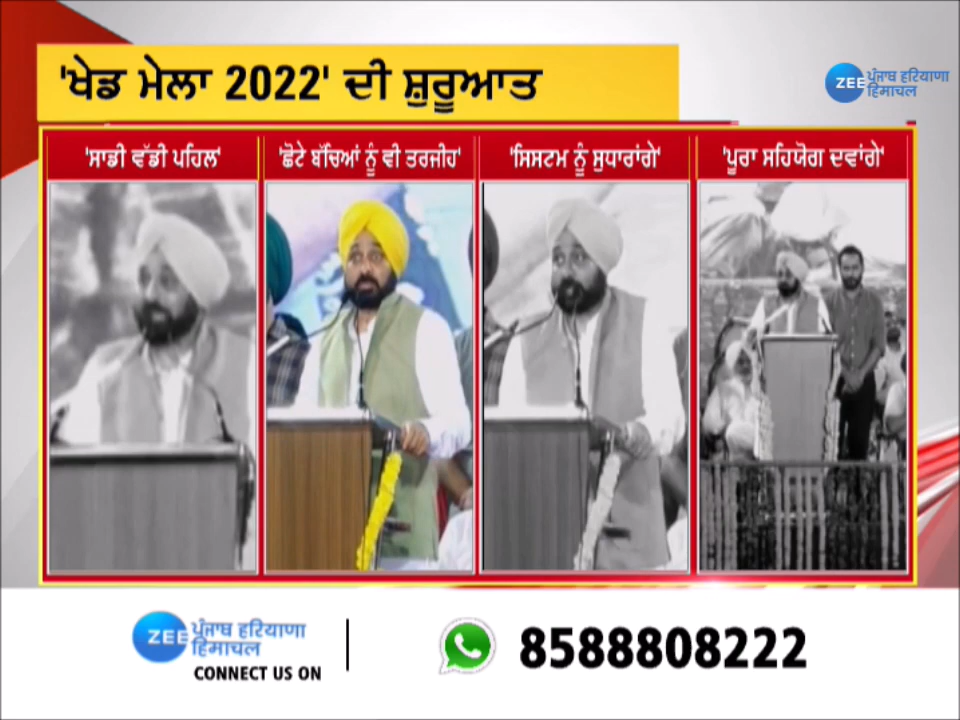 'ਖੇਡ ਮੇਲਾ 2022' ਦੀ ਸ਼ੁਰੂਆਤ
ZEE ਪੰਜਾਬ ਹਰਿਆਣਾ
ਹਿਮਾਚਲ
'ਸਾਡੀ ਵੱਡੀ ਪਹਿਲ'
'ਛੋਟੇ ਬੱਚਿਆਂ ਨੂੰ ਵੀ ਤਰਜੀਹ'
'ਸਿਸਟਮ ਨੂੰ ਸੁਧਾਰਾਂਗੇ'
'ਪੂਰਾ ਸਹਿਯੋਗ ਦਵਾਂਗੇ'
ZEE ਪੰਜਾਬ ਹਰਿਆਣਾ
ਹਿਮਾਚਲ
CONNECT US ON
8588808222